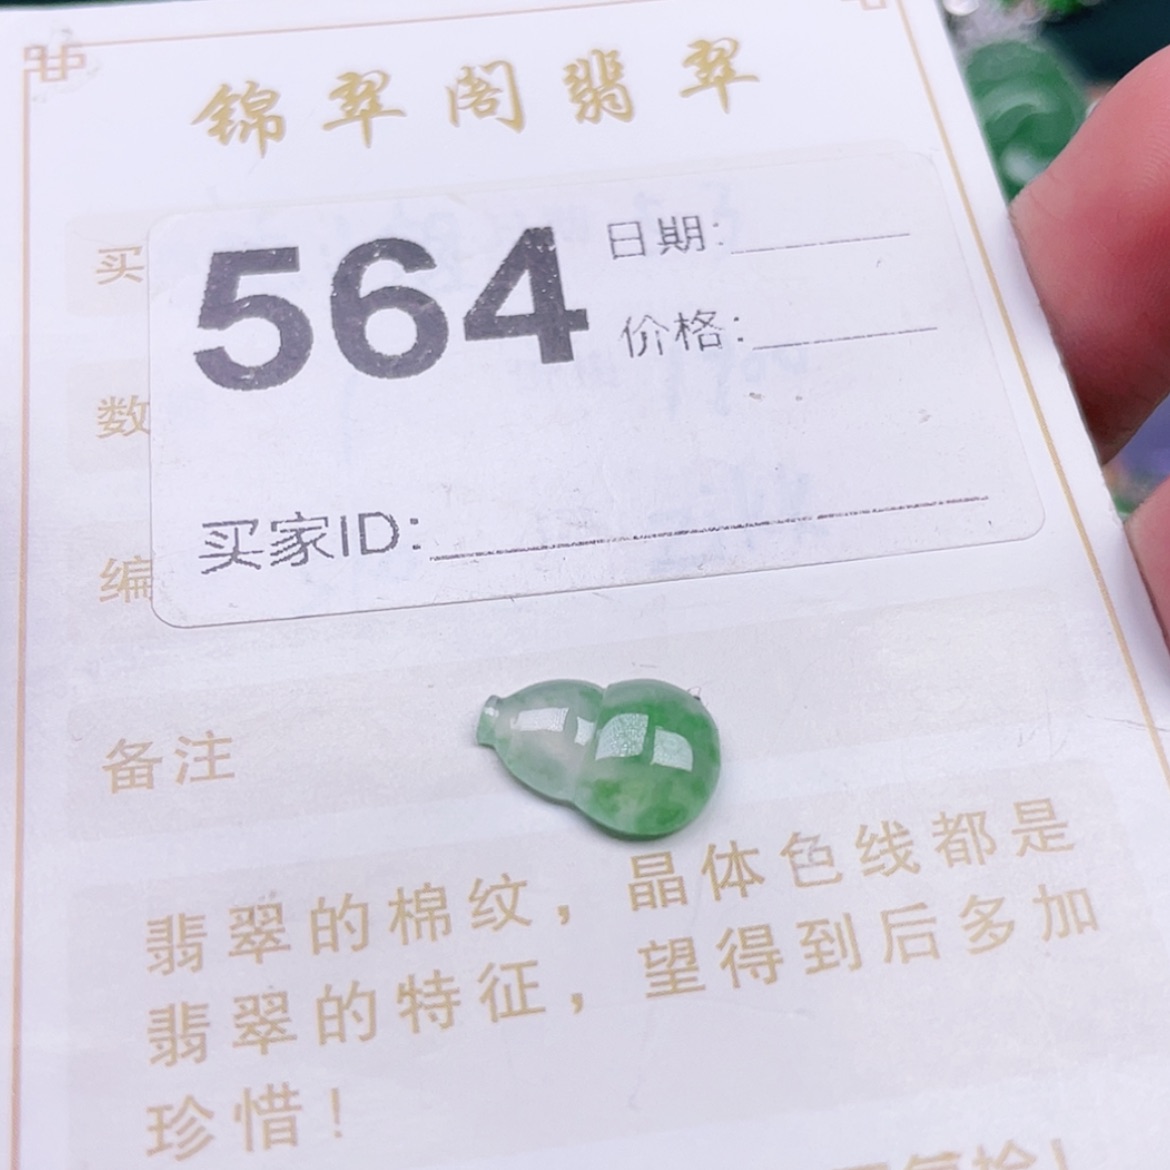 锦翠阁翡翠
买
564
日期:
价格:
数
买家ID:
编
备注
翡翠的棉纹，晶体色线都是
翡翠的特征，望得到后多加
珍惜！